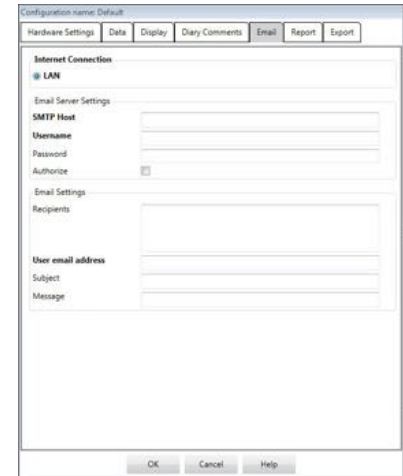 Configuration name: Default
Hardware Settings Data Display Diary Comments Email Report Export
Internet Connection
LAN
Email Server Settings
SMTP Host
Username
Password
Authorize
Email Settings
Recipients
User email address
Subject
Message
OK Cancel Help